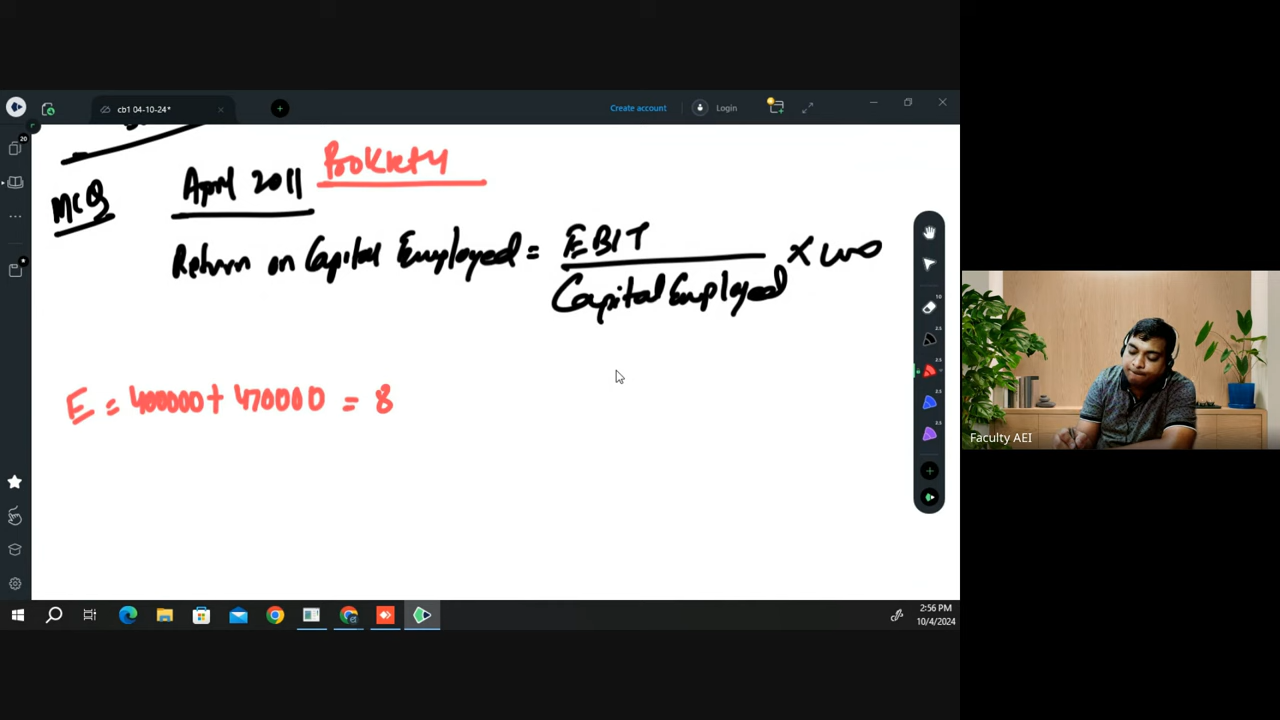 cb1 04-10-24*
Create account
Login
MCQ
April 2011
Return on Capital Employed = EBIT
Capital Employed
× 100
E = 400000 + 470000 = 8
20
Faculty AEI
2:56 PM
10/4/2024